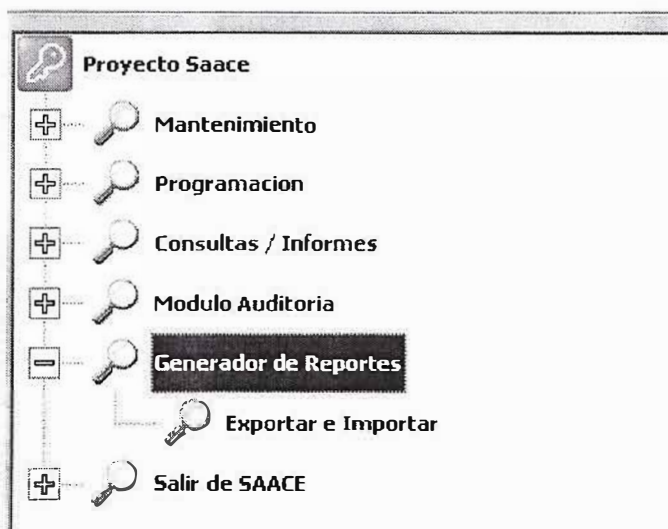 Proyecto Saace
Mantenimiento
Programacion
Consultas / Informes
Modulo Auditoria
Generador de Reportes
Exportar e Importar
Salir de SAACE